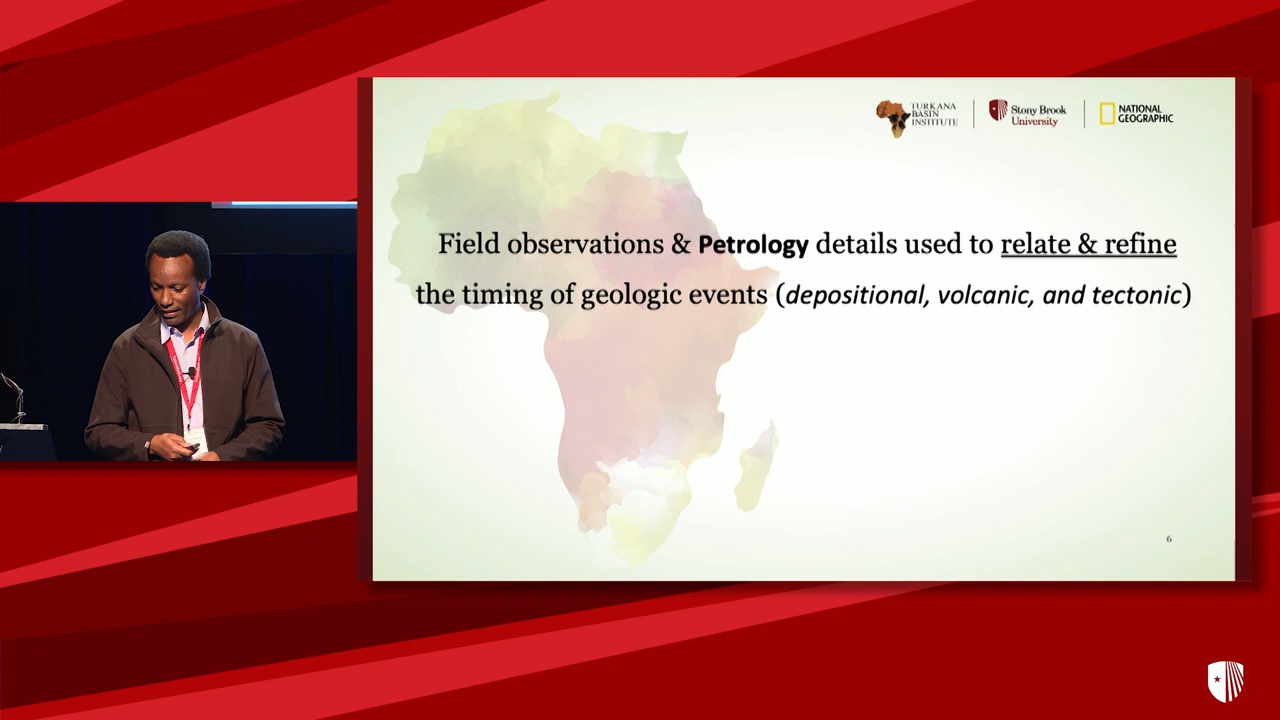 TURKANA
BASIN
INSTITUTE
Stony Brook
University
NATIONAL
GEOGRAPHIC
Field observations & Petrology details used to relate & refine
the timing of geologic events (depositional, volcanic, and tectonic)
6